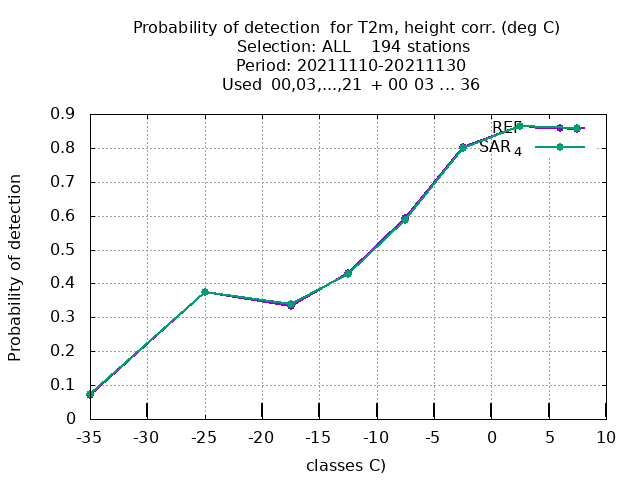 Probability of detection  for T2m, height corr. (deg C)
Selection: ALL    194 stations
Period: 20211110-20211130
Used  00,03,...,21  + 00 03 ... 36
Probability of detection
0.9
0.8
0.7
0.6
0.5
0.4
0.3
0.2
0.1
0
REF
SAR 4
-35 -30 -25 -20 -15 -10 -5 0 5 10
classes C)